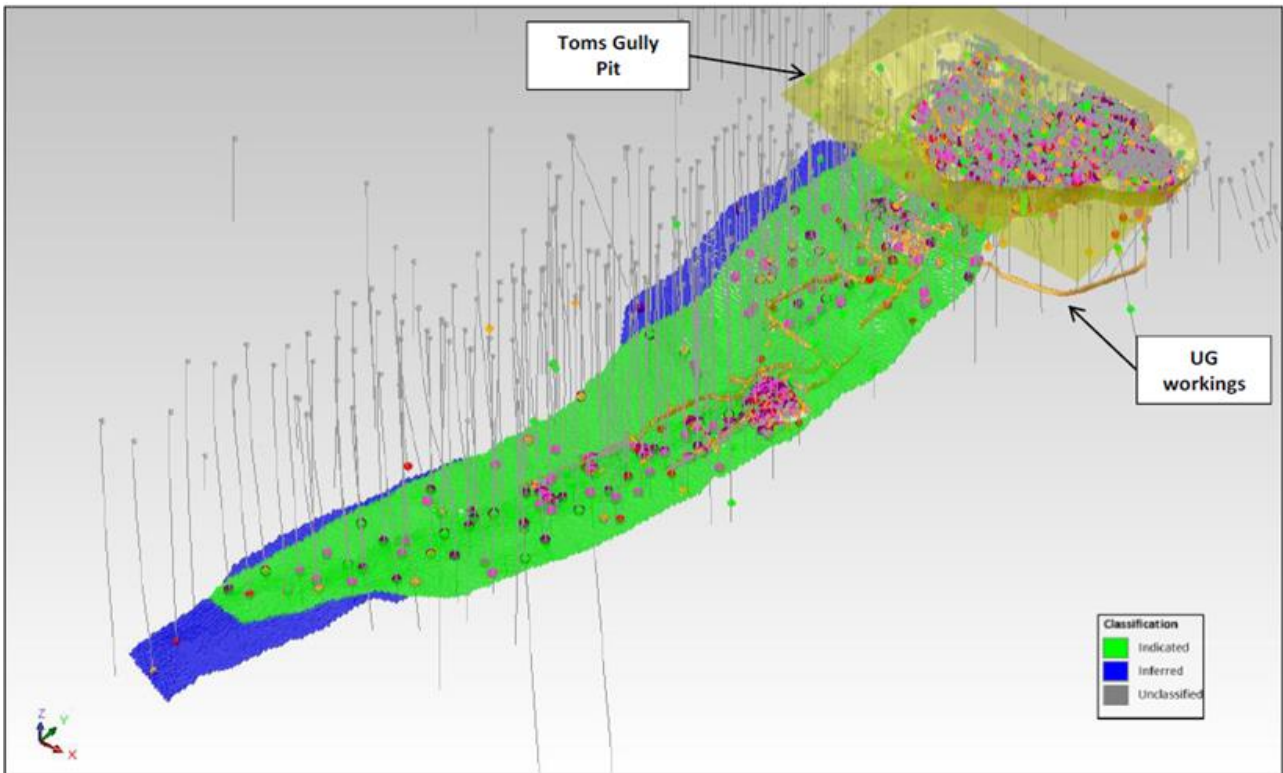 Toms Gully
Pit
UG
workings
Classification
Indicated
Inferred
Unclassified
Z
Y
X